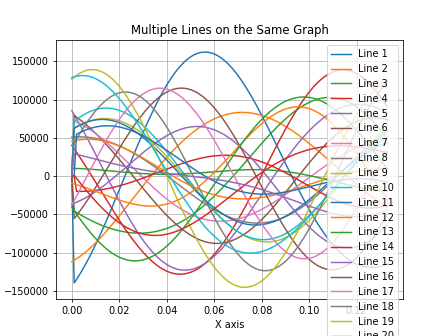 Multiple Lines on the Same Graph
150000
100000
50000
0
−50000
−100000
−150000
0.00
0.02
0.04
0.06
0.08
0.10
X axis
Line 1
Line 2
Line 3
Line 4
Line 5
Line 6
Line 7
Line 8
Line 9
Line 10
Line 11
Line 12
Line 13
Line 14
Line 15
Line 16
Line 17
Line 18
Line 19
Line 20